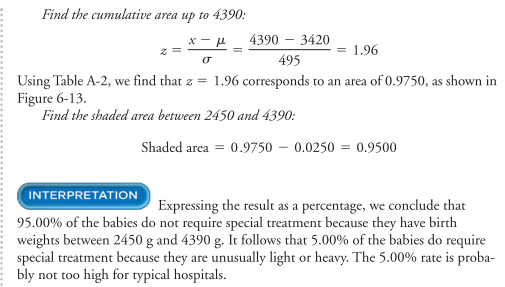 Find the cumulative area up to 4390:
z = (x − μ)/σ = (4390 − 3420)/495 = 1.96
Using Table A-2, we find that z = 1.96 corresponds to an area of 0.9750, as shown in
Figure 6-13.
Find the shaded area between 2450 and 4390:
Shaded area = 0.9750 − 0.0250 = 0.9500
INTERPRETATION Expressing the result as a percentage, we conclude that
95.00% of the babies do not require special treatment because they have birth
weights between 2450 g and 4390 g. It follows that 5.00% of the babies do require
special treatment because they are unusually light or heavy. The 5.00% rate is proba-
bly not too high for typical hospitals.